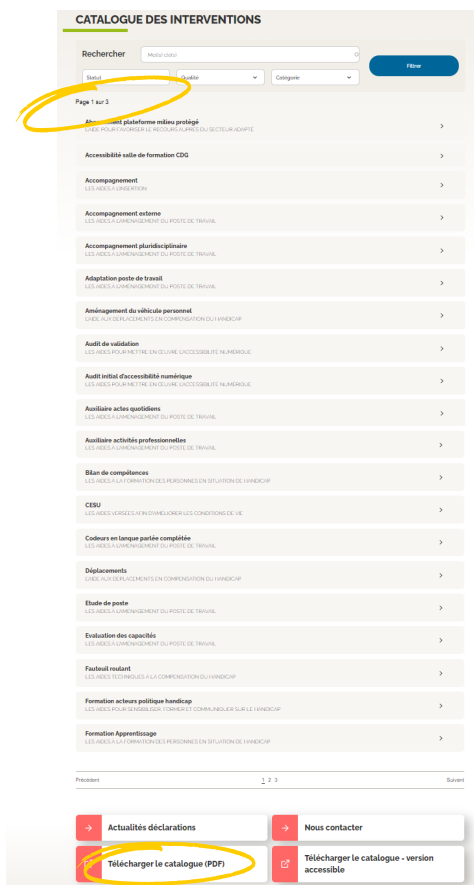 CATALOGUE DES INTERVENTIONS
Rechercher
Mot(s) clé(s)
Filtrer
Statut
Qualité
Catégorie
Page 1 sur 3
Abonnement plateforme milieu protégé
L'AIDE POUR FAVORISER LE RECOURS AUPRÈS DU SECTEUR ADAPTÉ
Accessibilité salle de formation CDG
Accompagnement
LES AIDES À L'INSERTION
Accompagnement externe
LES AIDES À L'AMÉNAGEMENT DU POSTE DE TRAVAIL
Accompagnement pluridisciplinaire
LES AIDES À L'AMÉNAGEMENT DU POSTE DE TRAVAIL
Adaptation poste de travail
LES AIDES À L'AMÉNAGEMENT DU POSTE DE TRAVAIL
Aménagement du véhicule personnel
L'AIDE AUX DÉPLACEMENTS EN COMPENSATION DU HANDICAP
Audit de validation
LES AIDES POUR METTRE EN ŒUVRE L'ACCESSIBILITÉ NUMÉRIQUE
Audit initial d'accessibilité numérique
LES AIDES POUR METTRE EN ŒUVRE L'ACCESSIBILITÉ NUMÉRIQUE
Auxiliaire actes quotidiens
LES AIDES À L'AMÉNAGEMENT DU POSTE DE TRAVAIL
Auxiliaire activités professionnelles
LES AIDES À L'AMÉNAGEMENT DU POSTE DE TRAVAIL
Bilan de compétences
LES AIDES À LA FORMATION DES PERSONNES EN SITUATION DE HANDICAP
CESU
LES AIDES VERSÉES AFIN D'AMÉLIORER LES CONDITIONS DE VIE
Codeurs en langue parlée complétée
LES AIDES À L'AMÉNAGEMENT DU POSTE DE TRAVAIL
Déplacements
L'AIDE AUX DÉPLACEMENTS EN COMPENSATION DU HANDICAP
Etude de poste
LES AIDES À L'AMÉNAGEMENT DU POSTE DE TRAVAIL
Evaluation des capacités
LES AIDES À L'AMÉNAGEMENT DU POSTE DE TRAVAIL
Fauteuil roulant
LES AIDES TECHNIQUES À LA COMPENSATION DU HANDICAP
Formation acteurs politique handicap
LES AIDES POUR SENSIBILISER, FORMER ET COMMUNIQUER SUR LE HANDICAP
Formation Apprentissage
LES AIDES À LA FORMATION DES PERSONNES EN SITUATION DE HANDICAP
Précédent 1 2 3 Suivant
Actualités déclarations
Nous contacter
Télécharger le catalogue (PDF)
Télécharger le catalogue - version
accessible